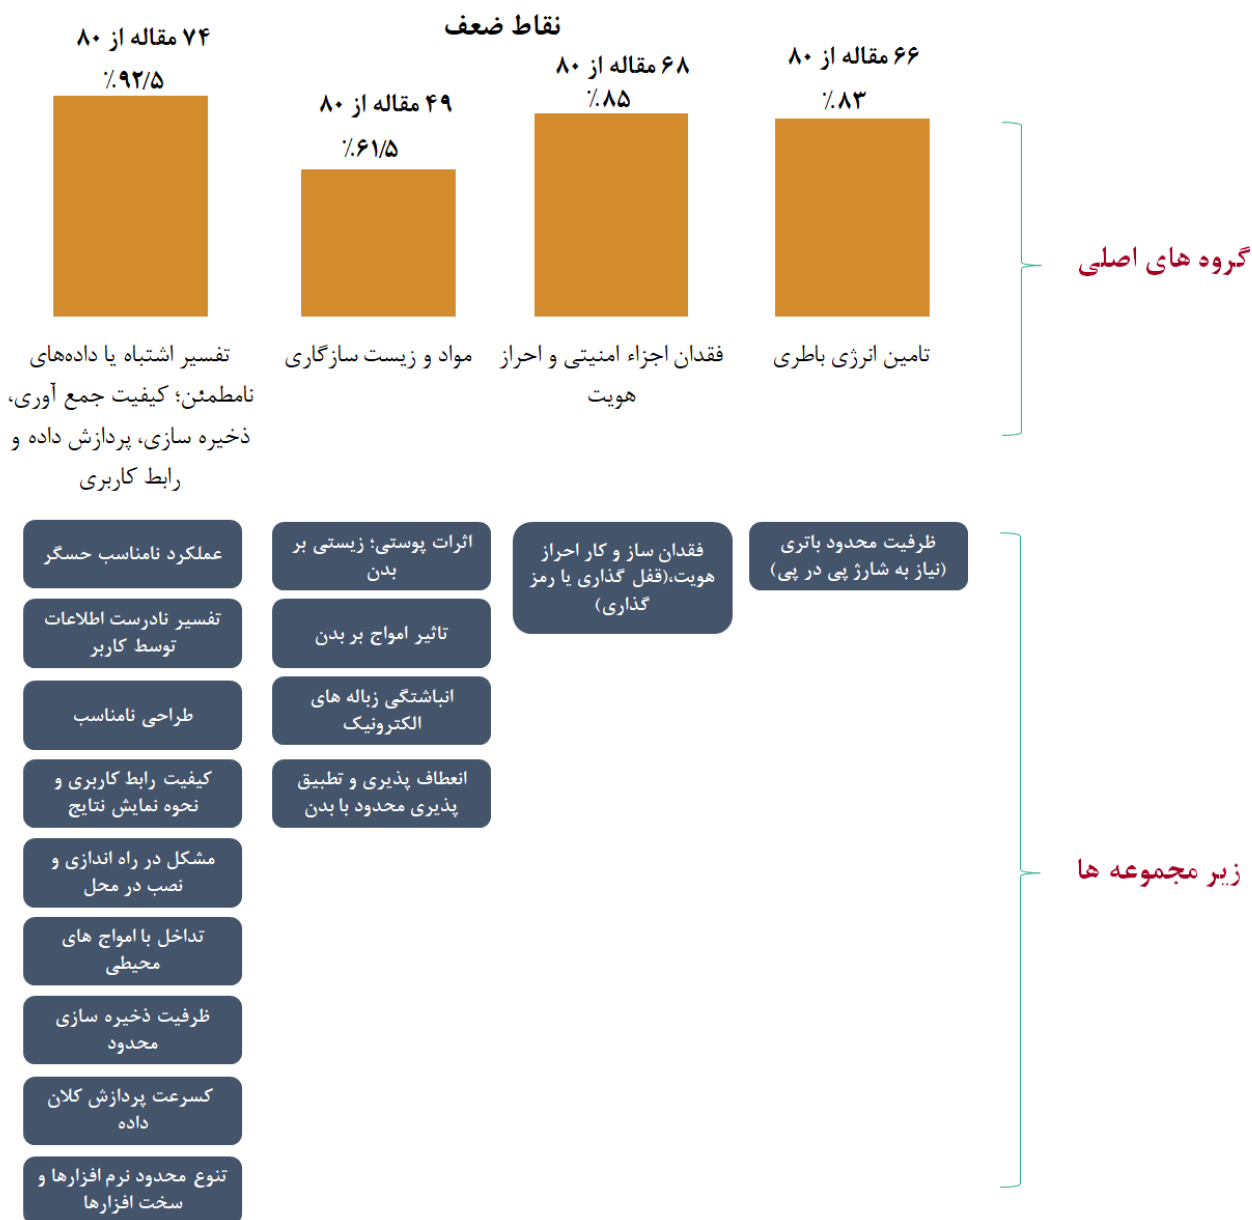 نقاط ضعف
۶۶ مقاله از ۸۰
٪۸۳
۶۸ مقاله از ۸۰
٪۸۵
۴۹ مقاله از ۸۰
٪۶۱/۵
۷۴ مقاله از ۸۰
٪۹۲/۵
گروه های اصلی
تامین انرژی باطری
فقدان اجزاء امنیتی و احراز
هویت
مواد و زیست سازگاری
تفسیر اشتباه یا داده‌های
نامطمئن؛ کیفیت جمع آوری،
ذخیره سازی، پردازش داده و
رابط کاربری
زیر مجموعه ها
ظرفیت محدود باتری
(نیاز به شارژ پی در پی)
فقدان ساز و کار احراز
هویت،(قفل گذاری یا رمز
گذاری)
اثرات پوستی؛ زیستی بر
بدن
تاثیر امواج بر بدن
انباشتگی زباله های
الکترونیک
انعطاف پذیری و تطبیق
پذیری محدود با بدن
عملکرد نامناسب حسگر
تفسیر نادرست اطلاعات
توسط کاربر
طراحی نامناسب
کیفیت رابط کاربری و
نحوه نمایش نتایج
مشکل در راه اندازی و
نصب در محل
تداخل با امواج های
محیطی
ظرفیت ذخیره سازی
محدود
کسرعت پردازش کلان
داده
تنوع محدود نرم افزارها و
سخت افزارها